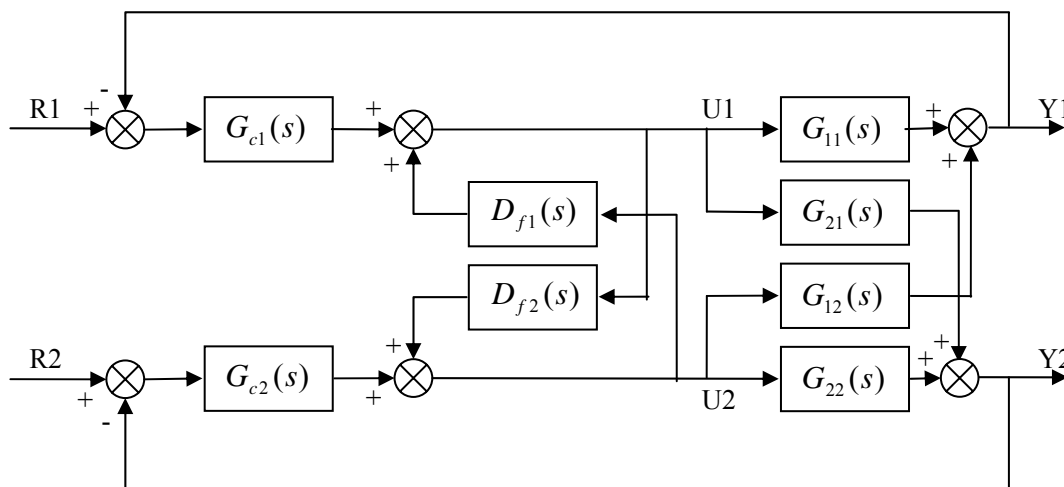 -
R1 + G_{c1}(s) + U1 G_{11}(s) + Y1
+ +
D_{f1}(s) G_{21}(s)
D_{f2}(s) G_{12}(s)
+ +
R2 G_{c2}(s) G_{22}(s) + Y2
+ + U2
-